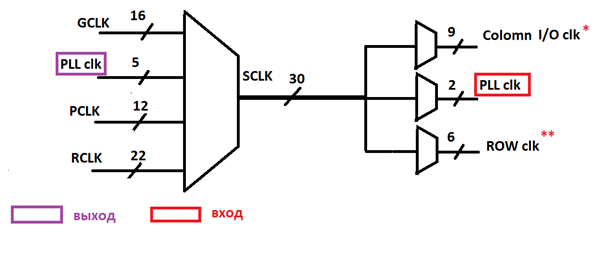 GCLK 16
PLL clk 5
PCLK 12
RCLK 22
SCLK 30
9 Colomn I/O clk *
2 PLL clk
6 ROW clk **
выход
вход